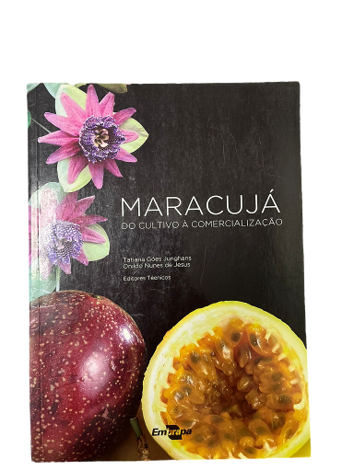 MARACUJÁ
DO CULTIVO À COMERCIALIZAÇÃO
Tatiana Góes Junghans
Onildo Nunes de Jesus
Editores Técnicos
Embrapa